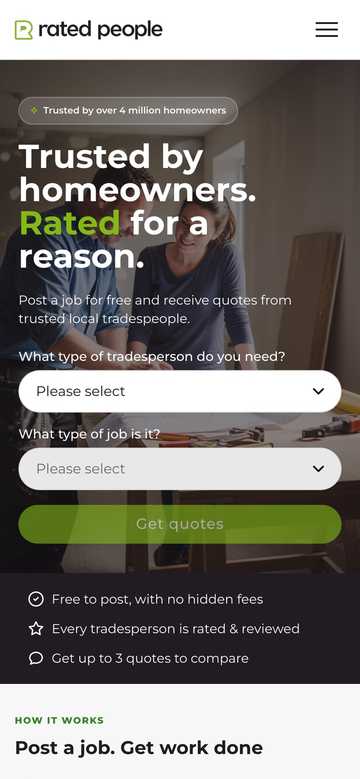 rated people
Trusted by over 4 million homeowners
Trusted by
homeowners.
Rated for a
reason.
Post a job for free and receive quotes from
trusted local tradespeople.
What type of tradesperson do you need?
Please select
What type of job is it?
Please select
Get quotes
Free to post, with no hidden fees
Every tradesperson is rated & reviewed
Get up to 3 quotes to compare
HOW IT WORKS
Post a job. Get work done